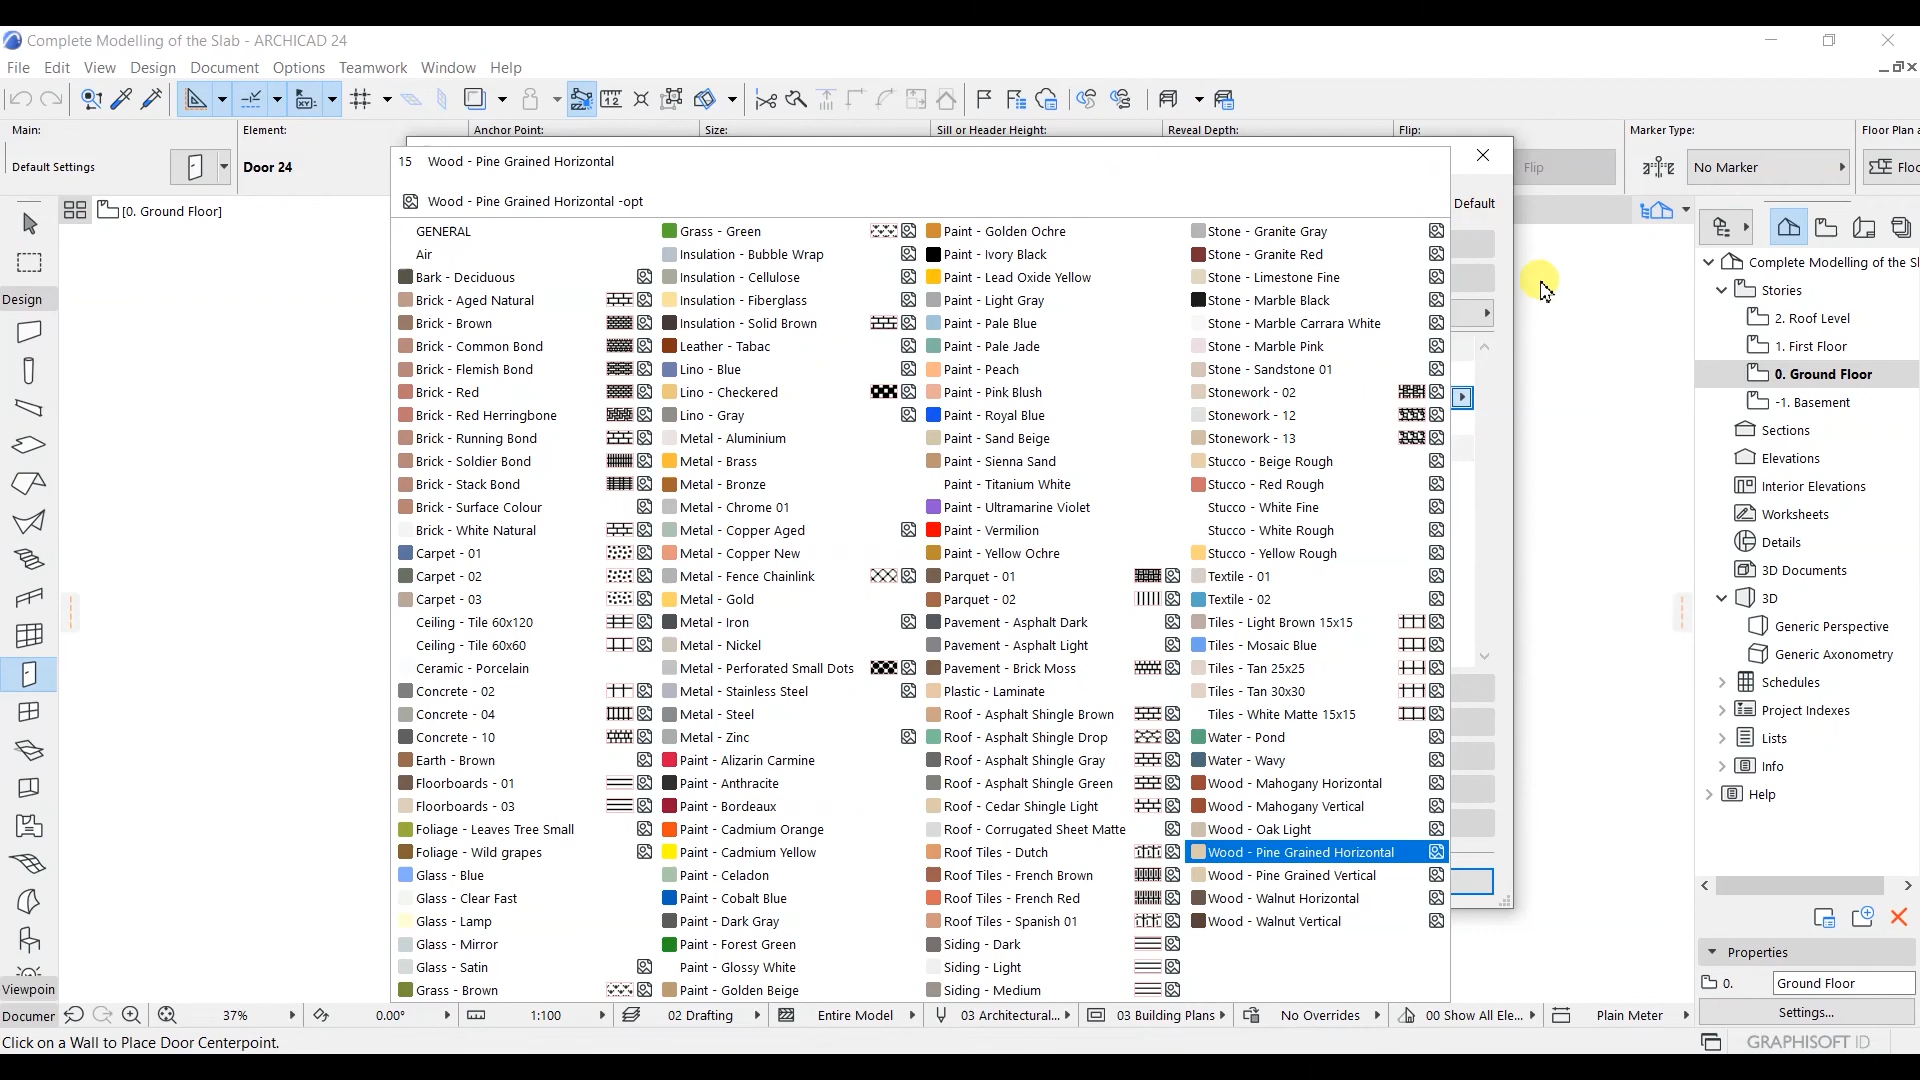 Complete Modelling of the Slab - ARCHICAD 24
File Edit View Design Document Options Teamwork Window Help
Main: Element: Anchor Point: Size: Sill or Header Height: Reveal Depth: Flip: Marker Type: Floor Plan a
Default Settings Door 24 Flip No Marker Floo
[0. Ground Floor]
15 Wood - Pine Grained Horizontal
Wood - Pine Grained Horizontal -opt
Default
GENERAL
Air
Bark - Deciduous
Brick - Aged Natural
Brick - Brown
Brick - Common Bond
Brick - Flemish Bond
Brick - Red
Brick - Red Herringbone
Brick - Running Bond
Brick - Soldier Bond
Brick - Stack Bond
Brick - Surface Colour
Brick - White Natural
Carpet - 01
Carpet - 02
Carpet - 03
Ceiling - Tile 60x120
Ceiling - Tile 60x60
Ceramic - Porcelain
Concrete - 02
Concrete - 04
Concrete - 10
Earth - Brown
Floorboards - 01
Floorboards - 03
Foliage - Leaves Tree Small
Foliage - Wild grapes
Glass - Blue
Glass - Clear Fast
Glass - Lamp
Glass - Mirror
Glass - Satin
Grass - Brown
Grass - Green
Insulation - Bubble Wrap
Insulation - Cellulose
Insulation - Fiberglass
Insulation - Solid Brown
Leather - Tabac
Lino - Blue
Lino - Checkered
Lino - Gray
Metal - Aluminium
Metal - Brass
Metal - Bronze
Metal - Chrome 01
Metal - Copper Aged
Metal - Copper New
Metal - Fence Chainlink
Metal - Gold
Metal - Iron
Metal - Nickel
Metal - Perforated Small Dots
Metal - Stainless Steel
Metal - Steel
Metal - Zinc
Paint - Alizarin Carmine
Paint - Anthracite
Paint - Bordeaux
Paint - Cadmium Orange
Paint - Cadmium Yellow
Paint - Celadon
Paint - Cobalt Blue
Paint - Dark Gray
Paint - Forest Green
Paint - Glossy White
Paint - Golden Beige
Paint - Golden Ochre
Paint - Ivory Black
Paint - Lead Oxide Yellow
Paint - Light Gray
Paint - Pale Blue
Paint - Pale Jade
Paint - Peach
Paint - Pink Blush
Paint - Royal Blue
Paint - Sand Beige
Paint - Sienna Sand
Paint - Titanium White
Paint - Ultramarine Violet
Paint - Vermilion
Paint - Yellow Ochre
Parquet - 01
Parquet - 02
Pavement - Asphalt Dark
Pavement - Asphalt Light
Pavement - Brick Moss
Plastic - Laminate
Roof - Asphalt Shingle Brown
Roof - Asphalt Shingle Drop
Roof - Asphalt Shingle Gray
Roof - Asphalt Shingle Green
Roof - Cedar Shingle Light
Roof - Corrugated Sheet Matte
Roof Tiles - Dutch
Roof Tiles - French Brown
Roof Tiles - French Red
Roof Tiles - Spanish 01
Siding - Dark
Siding - Light
Siding - Medium
Stone - Granite Gray
Stone - Granite Red
Stone - Limestone Fine
Stone - Marble Black
Stone - Marble Carrara White
Stone - Marble Pink
Stone - Sandstone 01
Stonework - 02
Stonework - 12
Stonework - 13
Stucco - Beige Rough
Stucco - Red Rough
Stucco - White Fine
Stucco - White Rough
Stucco - Yellow Rough
Textile - 01
Textile - 02
Tiles - Light Brown 15x15
Tiles - Mosaic Blue
Tiles - Tan 25x25
Tiles - Tan 30x30
Tiles - White Matte 15x15
Water - Pond
Water - Wavy
Wood - Mahogany Horizontal
Wood - Mahogany Vertical
Wood - Oak Light
Wood - Pine Grained Horizontal
Wood - Pine Grained Vertical
Wood - Walnut Horizontal
Wood - Walnut Vertical
Complete Modelling of the Sl
Stories
2. Roof Level
1. First Floor
0. Ground Floor
-1. Basement
Sections
Elevations
Interior Elevations
Worksheets
Details
3D Documents
3D
Generic Perspective
Generic Axonometry
Schedules
Project Indexes
Lists
Info
Help
Properties
0. Ground Floor
Settings...
Design
Viewpoin
Documer
37% 0.00° 1:100 02 Drafting Entire Model 03 Architectural... 03 Building Plans No Overrides 00 Show All Ele... Plain Meter
Click on a Wall to Place Door Centerpoint.
GRAPHISOFT ID